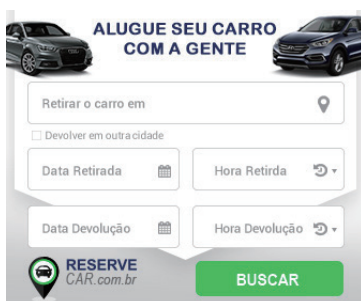 ALUGUE SEU CARRO
COM A GENTE
Retirar o carro em
Devolver em outra cidade
Data Retirada
Hora Retirda
Data Devolução
Hora Devolução
RESERVE
CAR.com.br
BUSCAR